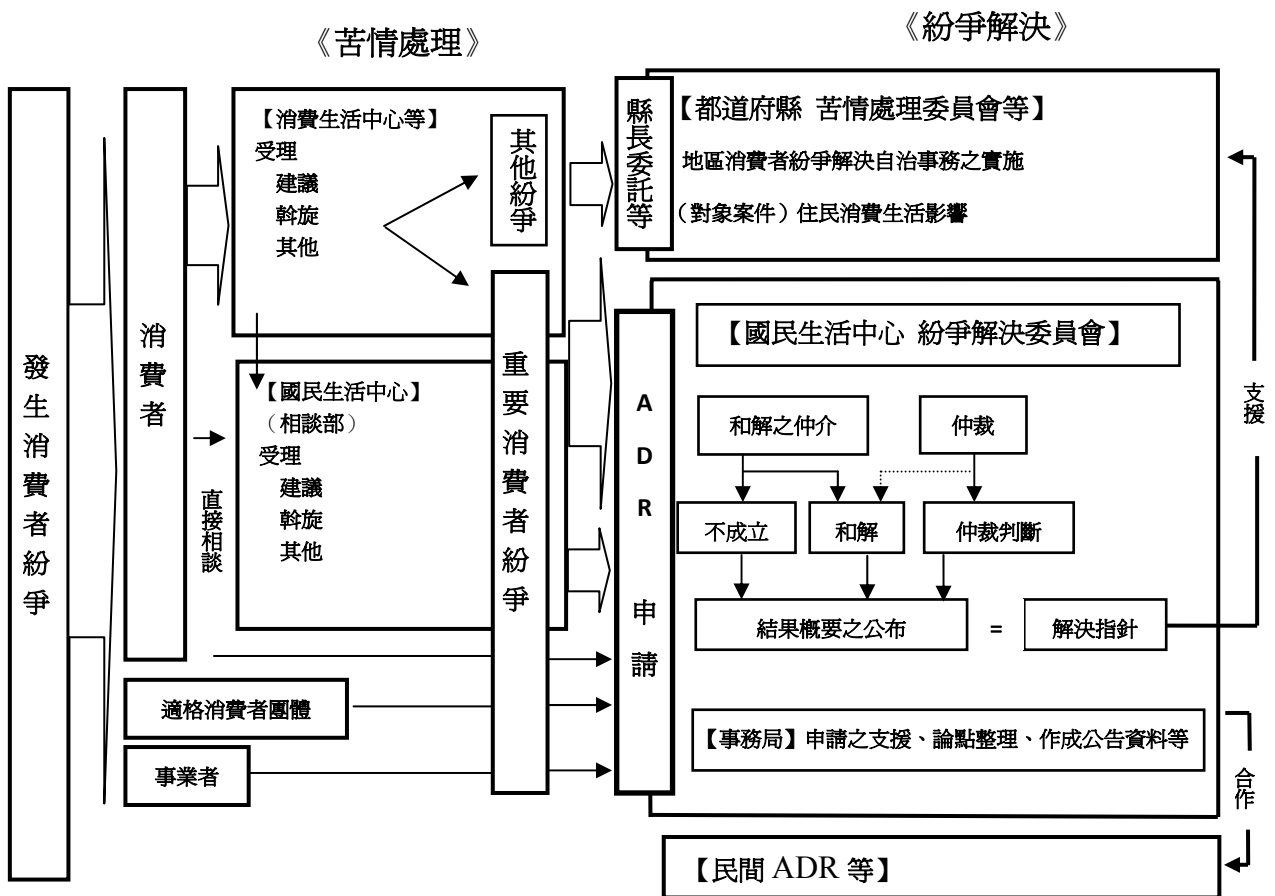 《苦情處理》
《紛爭解決》
發生消費者紛爭
消費者
【消費生活中心等】
受理
建議
斡旋
其他
其他紛爭
縣長委託等
【都道府縣 苦情處理委員會等】
地區消費者紛爭解決自治事務之實施
（對象案件）住民消費生活影響
直接相談
【國民生活中心】
（相談部）
受理
建議
斡旋
其他
重要消費者紛爭
ADR 申請
【國民生活中心 紛爭解決委員會】
和解之仲介
仲裁
不成立
和解
仲裁判斷
結果概要之公布
=
解決指針
支援
適格消費者團體
事業者
【事務局】申請之支援、論點整理、作成公告資料等
合作
【民間 ADR 等】